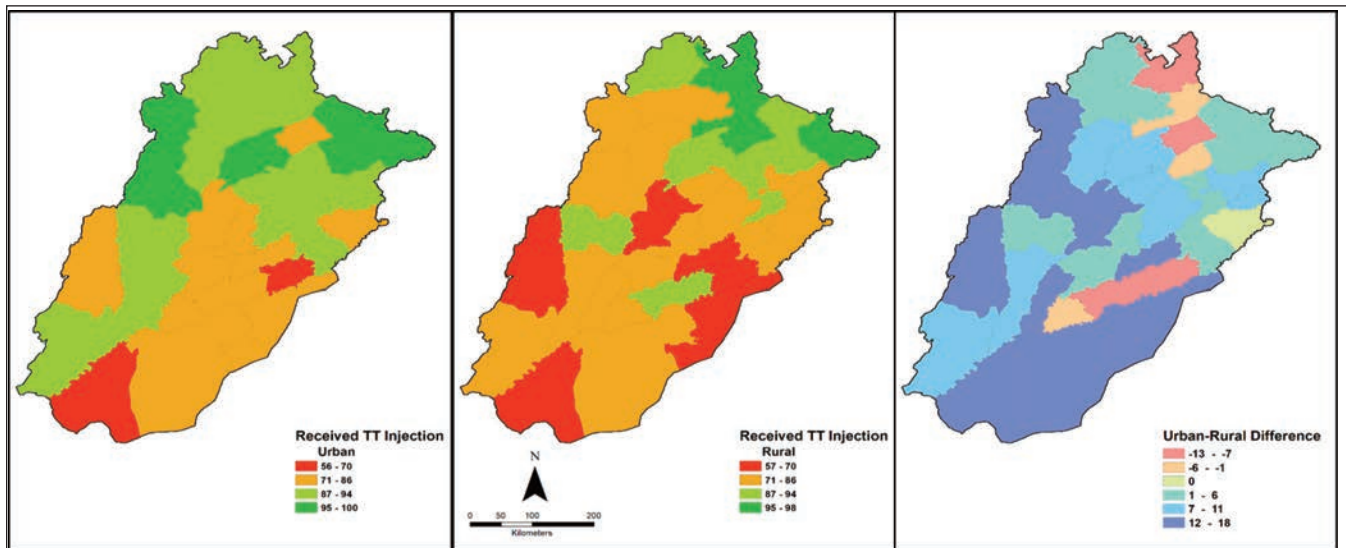 Received TT Injection
Urban
56 - 70
71 - 86
87 - 94
95 - 100
N
0 50 100 200
Kilometers
Received TT Injection
Rural
57 - 70
71 - 86
87 - 94
95 - 98
Urban-Rural Difference
-13 - -7
-6 - -1
0
1 - 6
7 - 11
12 - 18